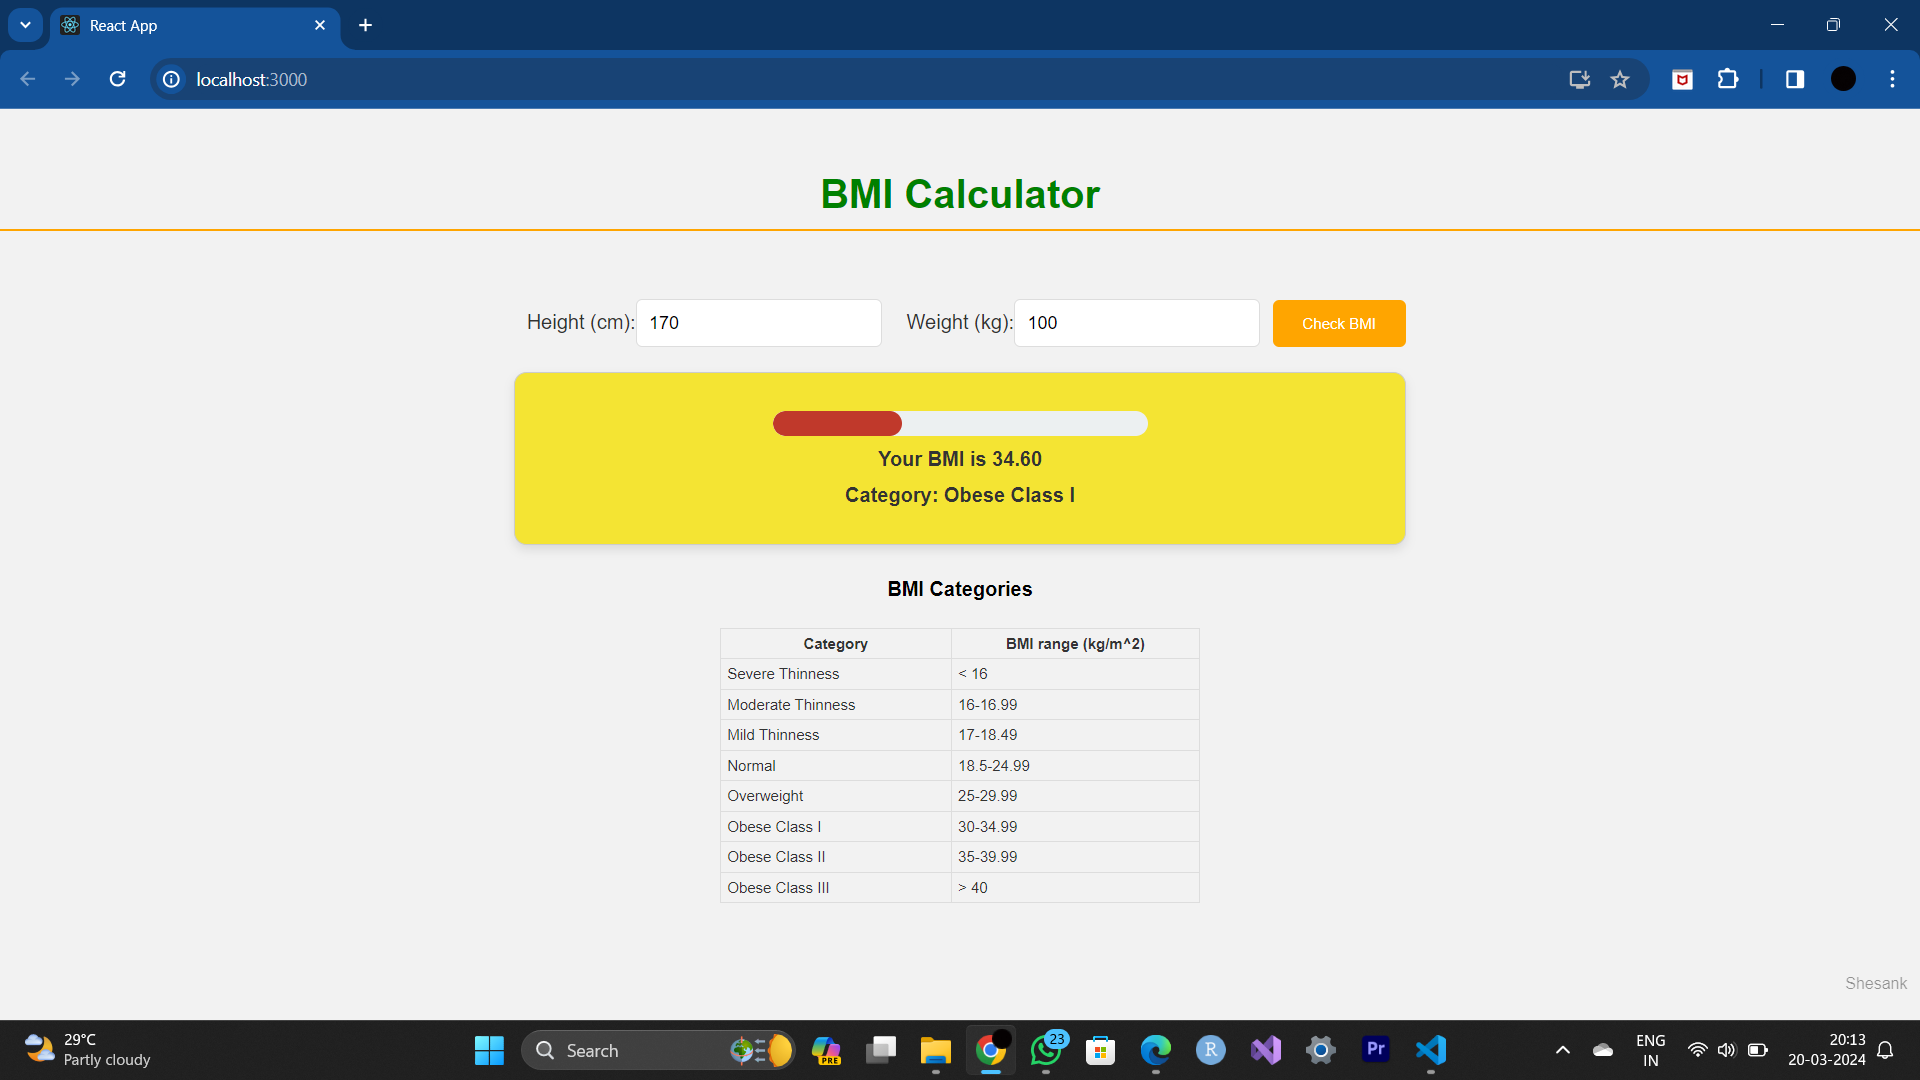 React App
localhost:3000
BMI Calculator
Height (cm): 170 Weight (kg): 100 Check BMI
Your BMI is 34.60
Category: Obese Class I
BMI Categories
Category BMI range (kg/m^2)
Severe Thinness < 16
Moderate Thinness 16-16.99
Mild Thinness 17-18.49
Normal 18.5-24.99
Overweight 25-29.99
Obese Class I 30-34.99
Obese Class II 35-39.99
Obese Class III > 40
Shesank
29°C
Partly cloudy
Search
PRE
23
R
Pr
ENG
IN
20:13
20-03-2024